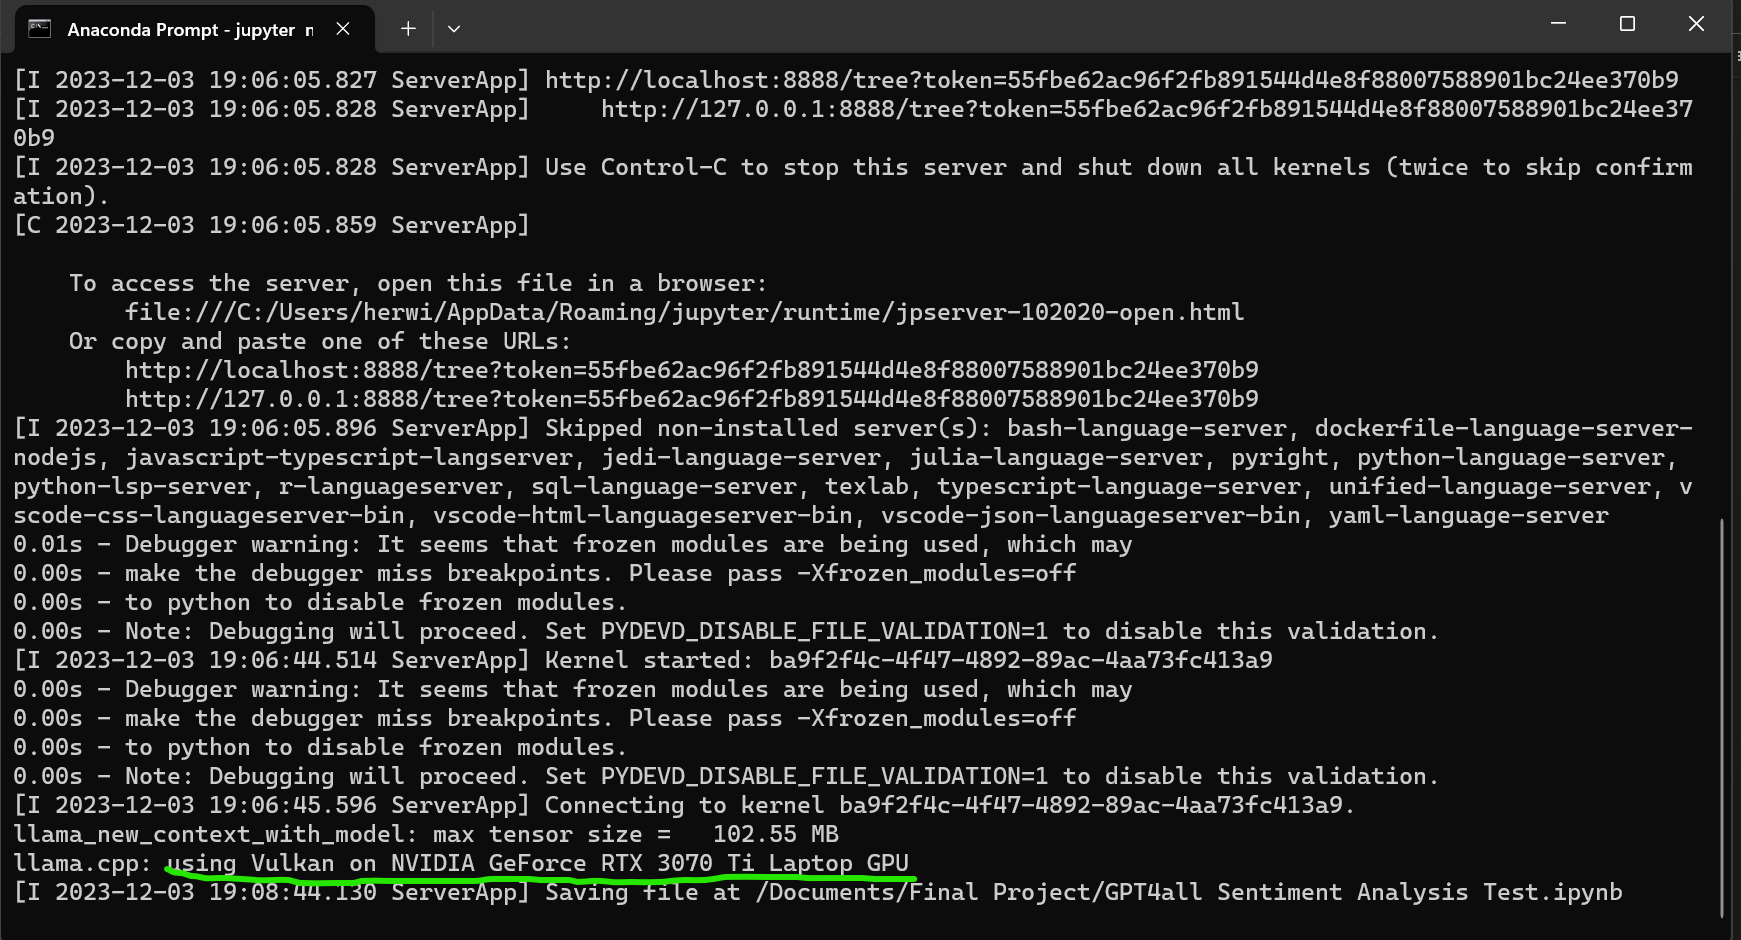 Anaconda Prompt - jupyter n
[I 2023-12-03 19:06:05.827 ServerApp] http://localhost:8888/tree?token=55fbe62ac96f2fb891544d4e8f88007588901bc24ee370b9
[I 2023-12-03 19:06:05.828 ServerApp]     http://127.0.0.1:8888/tree?token=55fbe62ac96f2fb891544d4e8f88007588901bc24ee37
0b9
[I 2023-12-03 19:06:05.828 ServerApp] Use Control-C to stop this server and shut down all kernels (twice to skip confirm
ation).
[C 2023-12-03 19:06:05.859 ServerApp]
    To access the server, open this file in a browser:
        file:///C:/Users/herwi/AppData/Roaming/jupyter/runtime/jpserver-102020-open.html
    Or copy and paste one of these URLs:
        http://localhost:8888/tree?token=55fbe62ac96f2fb891544d4e8f88007588901bc24ee370b9
        http://127.0.0.1:8888/tree?token=55fbe62ac96f2fb891544d4e8f88007588901bc24ee370b9
[I 2023-12-03 19:06:05.896 ServerApp] Skipped non-installed server(s): bash-language-server, dockerfile-language-server-
nodejs, javascript-typescript-langserver, jedi-language-server, julia-language-server, pyright, python-language-server,
python-lsp-server, r-languageserver, sql-language-server, texlab, typescript-language-server, unified-language-server, v
scode-css-languageserver-bin, vscode-html-languageserver-bin, vscode-json-languageserver-bin, yaml-language-server
0.01s - Debugger warning: It seems that frozen modules are being used, which may
0.00s - make the debugger miss breakpoints. Please pass -Xfrozen_modules=off
0.00s - to python to disable frozen modules.
0.00s - Note: Debugging will proceed. Set PYDEVD_DISABLE_FILE_VALIDATION=1 to disable this validation.
[I 2023-12-03 19:06:44.514 ServerApp] Kernel started: ba9f2f4c-4f47-4892-89ac-4aa73fc413a9
0.00s - Debugger warning: It seems that frozen modules are being used, which may
0.00s - make the debugger miss breakpoints. Please pass -Xfrozen_modules=off
0.00s - to python to disable frozen modules.
0.00s - Note: Debugging will proceed. Set PYDEVD_DISABLE_FILE_VALIDATION=1 to disable this validation.
[I 2023-12-03 19:06:45.596 ServerApp] Connecting to kernel ba9f2f4c-4f47-4892-89ac-4aa73fc413a9.
llama_new_context_with_model: max tensor size =   102.55 MB
llama.cpp: using Vulkan on NVIDIA GeForce RTX 3070 Ti Laptop GPU
[I 2023-12-03 19:08:44.130 ServerApp] Saving file at /Documents/Final Project/GPT4all Sentiment Analysis Test.ipynb